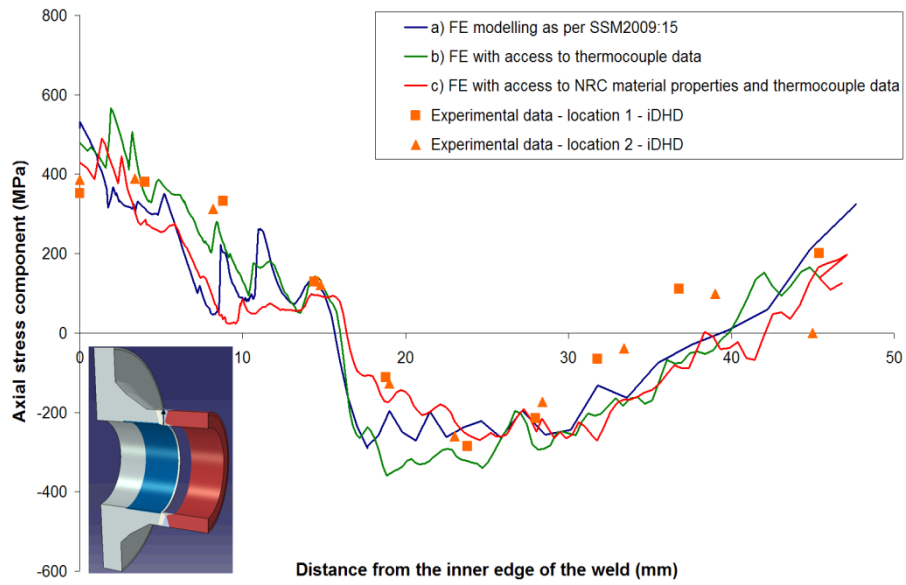 800
600
400
200
0
-200
-400
-600
Axial stress component (MPa)
a) FE modelling as per SSM2009:15
b) FE with access to thermocouple data
c) FE with access to NRC material properties and thermocouple data
Experimental data - location 1 - iDHD
Experimental data - location 2 - iDHD
0
10
20
30
40
50
Distance from the inner edge of the weld (mm)